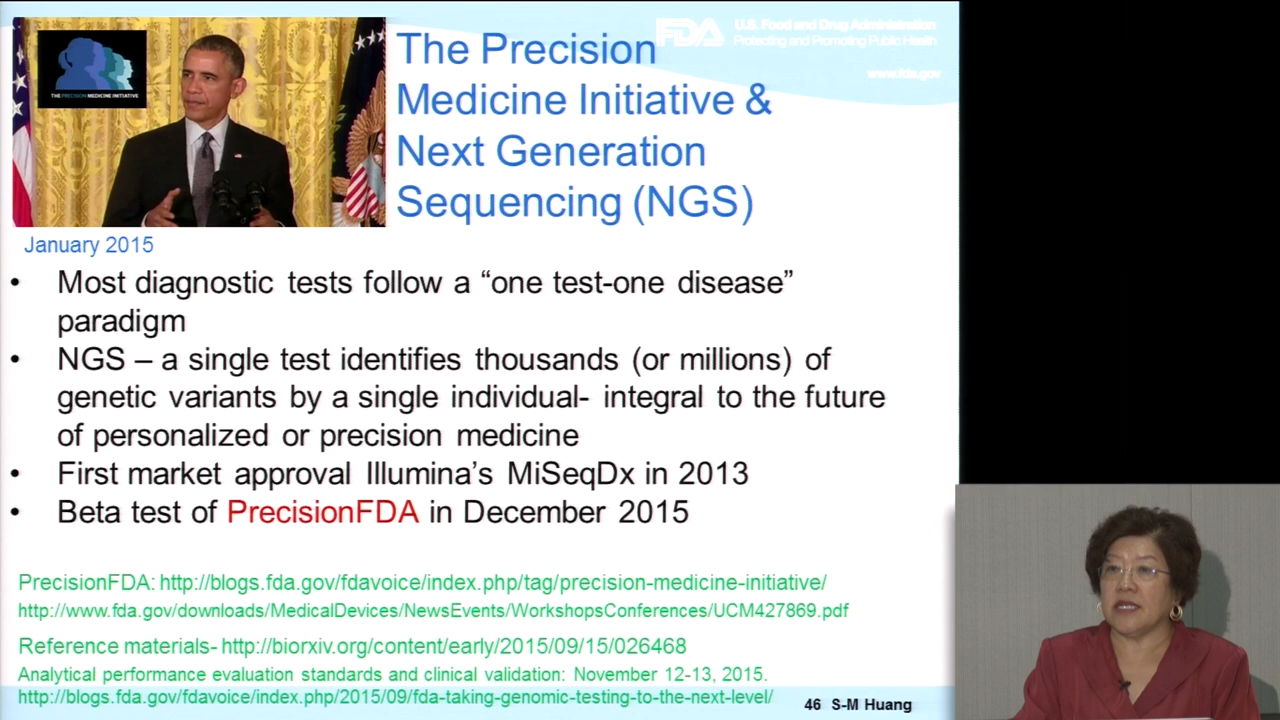 THE PRECISION MEDICINE INITIATIVE
FDA U.S. Food and Drug Administration
Protecting and Promoting Public Health
www.fda.gov
The Precision
Medicine Initiative &
Next Generation
Sequencing (NGS)
January 2015
• Most diagnostic tests follow a “one test-one disease”
paradigm
• NGS – a single test identifies thousands (or millions) of
genetic variants by a single individual- integral to the future
of personalized or precision medicine
• First market approval Illumina’s MiSeqDx in 2013
• Beta test of PrecisionFDA in December 2015
PrecisionFDA: http://blogs.fda.gov/fdavoice/index.php/tag/precision-medicine-initiative/
http://www.fda.gov/downloads/MedicalDevices/NewsEvents/WorkshopsConferences/UCM427869.pdf
Reference materials- http://biorxiv.org/content/early/2015/09/15/026468
Analytical performance evaluation standards and clinical validation: November 12-13, 2015.
http://blogs.fda.gov/fdavoice/index.php/2015/09/fda-taking-genomic-testing-to-the-next-level/
46 S-M Huang